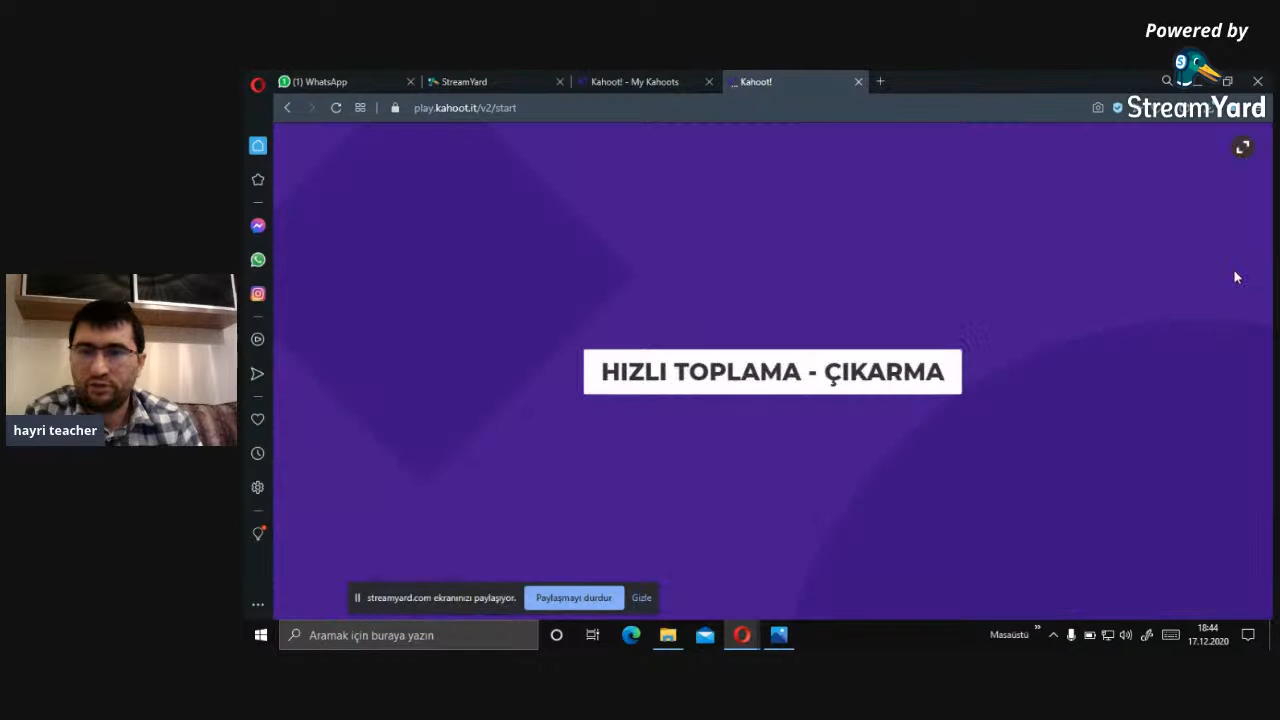 Powered by
StreamYard
(1) WhatsApp
StreamYard
Kahoot! - My Kahoots
Kahoot!
play.kahoot.it/v2/start
HIZLI TOPLAMA - ÇIKARMA
hayri teacher
streamyard.com ekranınızı paylaşıyor.
Paylaşmayı durdur
Gizle
Aramak için buraya yazın
Masaüstü
18:44
17.12.2020